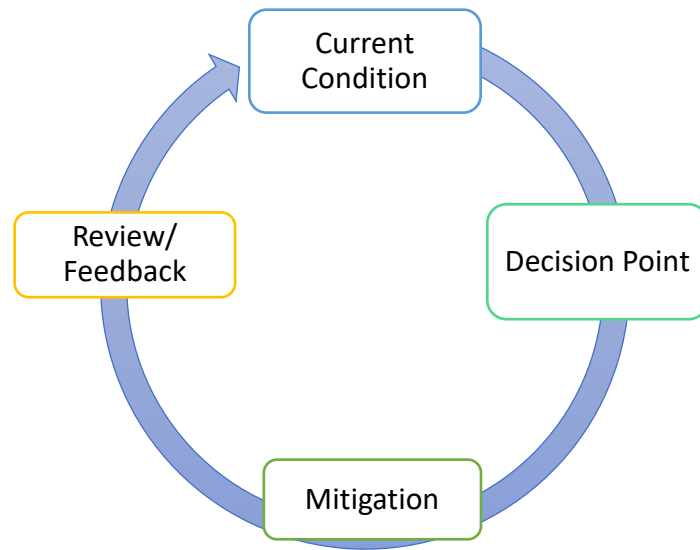 Current
Condition
Decision Point
Mitigation
Review/
Feedback